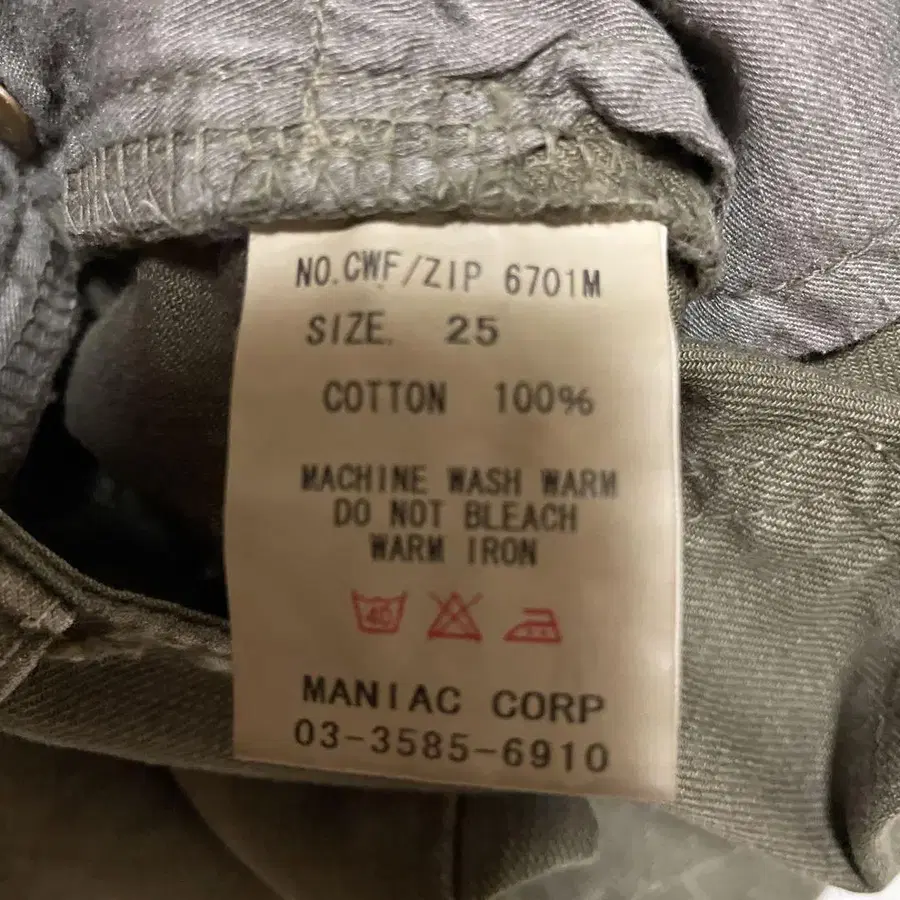 NO.CWF/ZIP 6701M
SIZE. 25
COTTON 100%
MACHINE WASH WARM
DO NOT BLEACH
WARM IRON
40
MANIAC CORP
03-3585-6910